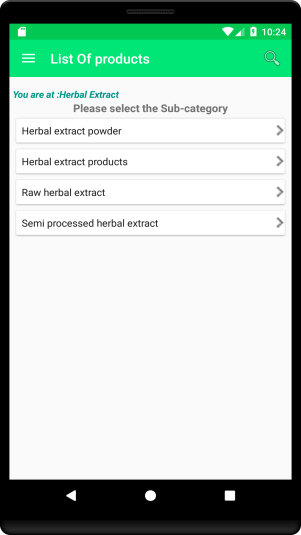 10:24
List Of products
You are at :Herbal Extract
Please select the Sub-category
Herbal extract powder
Herbal extract products
Raw herbal extract
Semi processed herbal extract